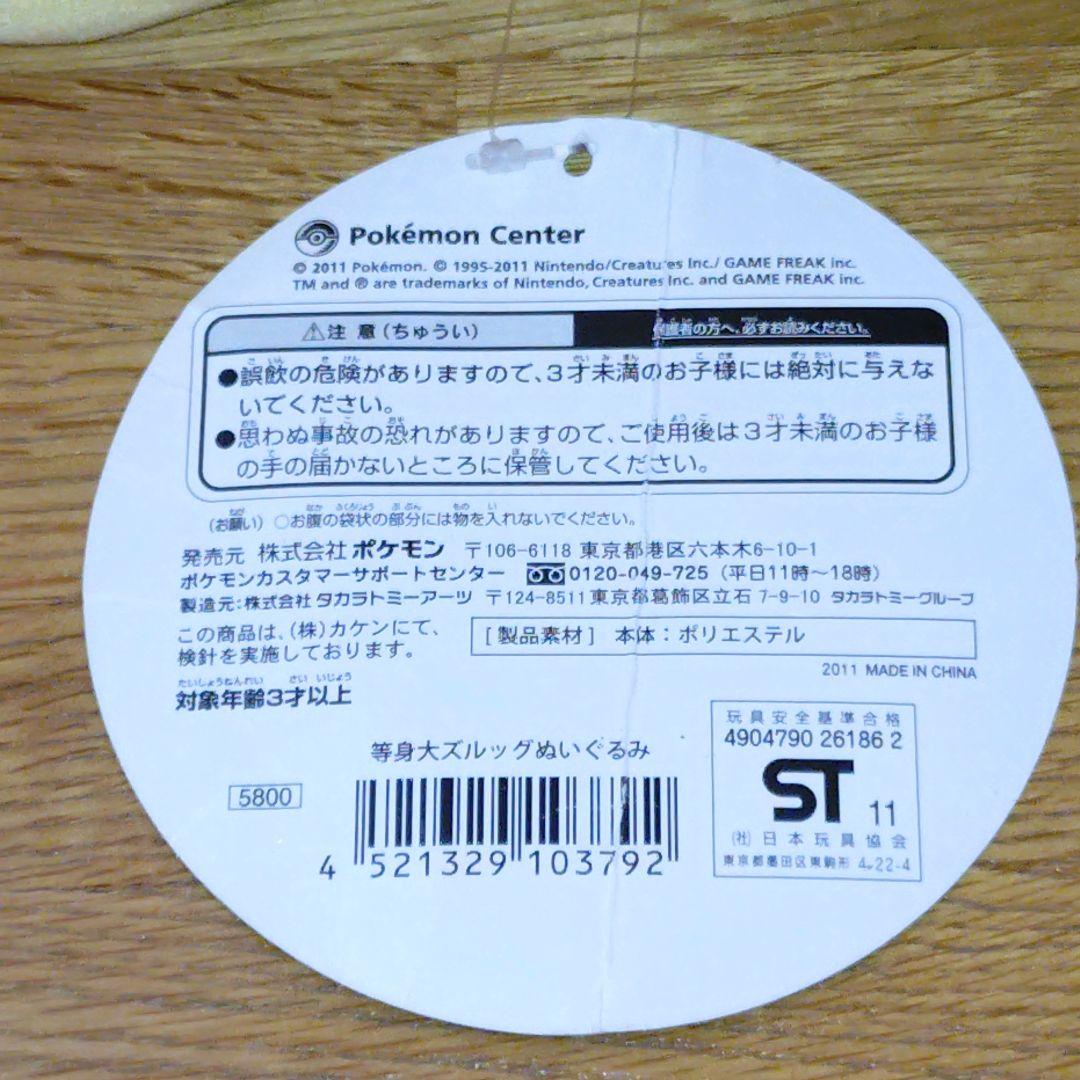 Pokémon Center
© 2011 Pokémon. © 1995-2011 Nintendo/Creatures Inc./ GAME FREAK inc.
TM and ® are trademarks of Nintendo, Creatures Inc. and GAME FREAK inc.
⚠注 意 (ちゅうい) 保護者の方へ、必ずお読みください。
●誤飲の危険がありますので、3才未満のお子様には絶対に与えな
いでください。
●思わぬ事故の恐れがありますので、ご使用後は3才未満のお子様
の手の届かないところに保管してください。
(お願い) ○お腹の袋状の部分には物を入れないでください。
発売元 株式会社 ポケモン 〒106-6118 東京都港区六本木6-10-1
ポケモンカスタマーサポートセンター 0120-049-725 (平日11時~18時)
製造元:株式会社 タカラトミーアーツ 〒124-8511 東京都葛飾区立石 7-9-10 タカラトミーグループ
この商品は、(株)カケンにて、
検針を実施しております。
[ 製品素材 ] 本体:ポリエステル
2011 MADE IN CHINA
たいしょうねんれい さい いじょう
対象年齢3才以上
等身大ズルッグぬいぐるみ
5800
4 521329 103792
玩具安全基準合格
4904790 26186 2
ST 11
(社) 日本玩具協会
東京都墨田区東駒形 4-22-4